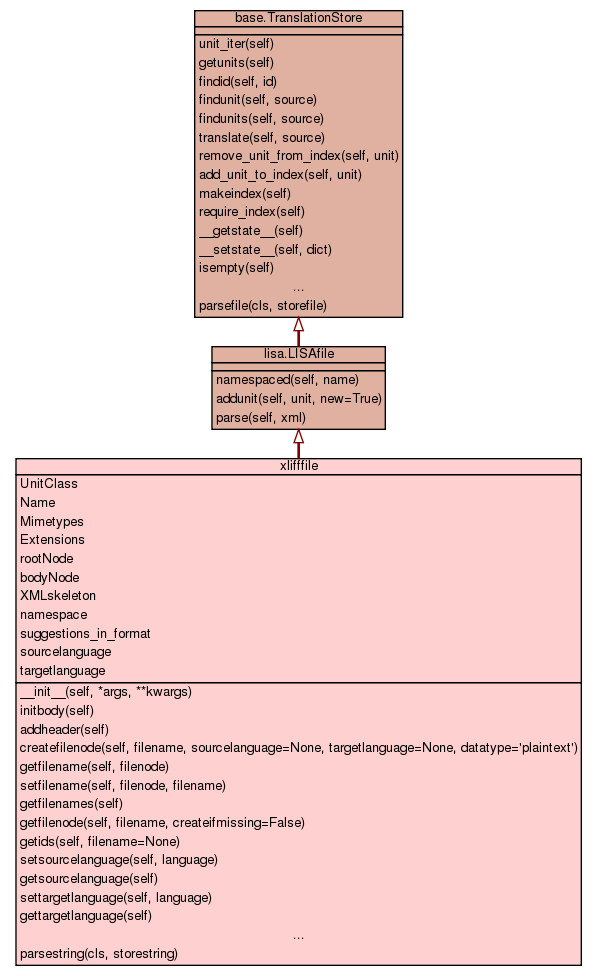 base.TranslationStore
unit_iter(self)
getunits(self)
findid(self, id)
findunit(self, source)
findunits(self, source)
translate(self, source)
remove_unit_from_index(self, unit)
add_unit_to_index(self, unit)
makeindex(self)
require_index(self)
__getstate__(self)
__setstate__(self, dict)
isempty(self)
...
parsefile(cls, storefile)
lisa.LISAfile
namespaced(self, name)
addunit(self, unit, new=True)
parse(self, xml)
xlifffile
UnitClass
Name
Mimetypes
Extensions
rootNode
bodyNode
XMLskeleton
namespace
suggestions_in_format
sourcelanguage
targetlanguage
__init__(self, *args, **kwargs)
initbody(self)
addheader(self)
createfilenode(self, filename, sourcelanguage=None, targetlanguage=None, datatype='plaintext')
getfilename(self, filenode)
setfilename(self, filenode, filename)
getfilenames(self)
getfilenode(self, filename, createifmissing=False)
getids(self, filename=None)
setsourcelanguage(self, language)
getsourcelanguage(self)
settargetlanguage(self, language)
gettargetlanguage(self)
...
parsestring(cls, storestring)